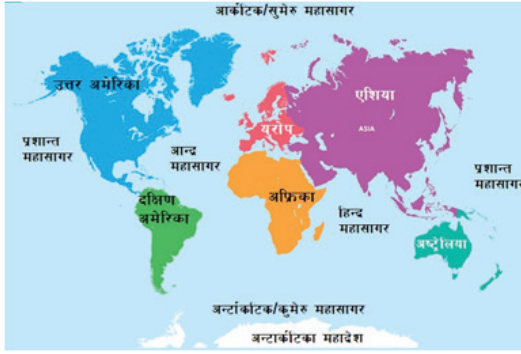 आर्कटिक/सुमेरु महासागर
उत्तर अमेरिका
एशिया
ASIA
युरोप
प्रशान्त
महासागर
आन्द्र
महासागर
प्रशान्त
महासागर
दक्षिण
अमेरिका
अफ्रिका
हिन्द
महासागर
अष्ट्रेलिया
अन्टार्कटिक/कुमेरु महासागर
अन्टार्कटिका महादेश